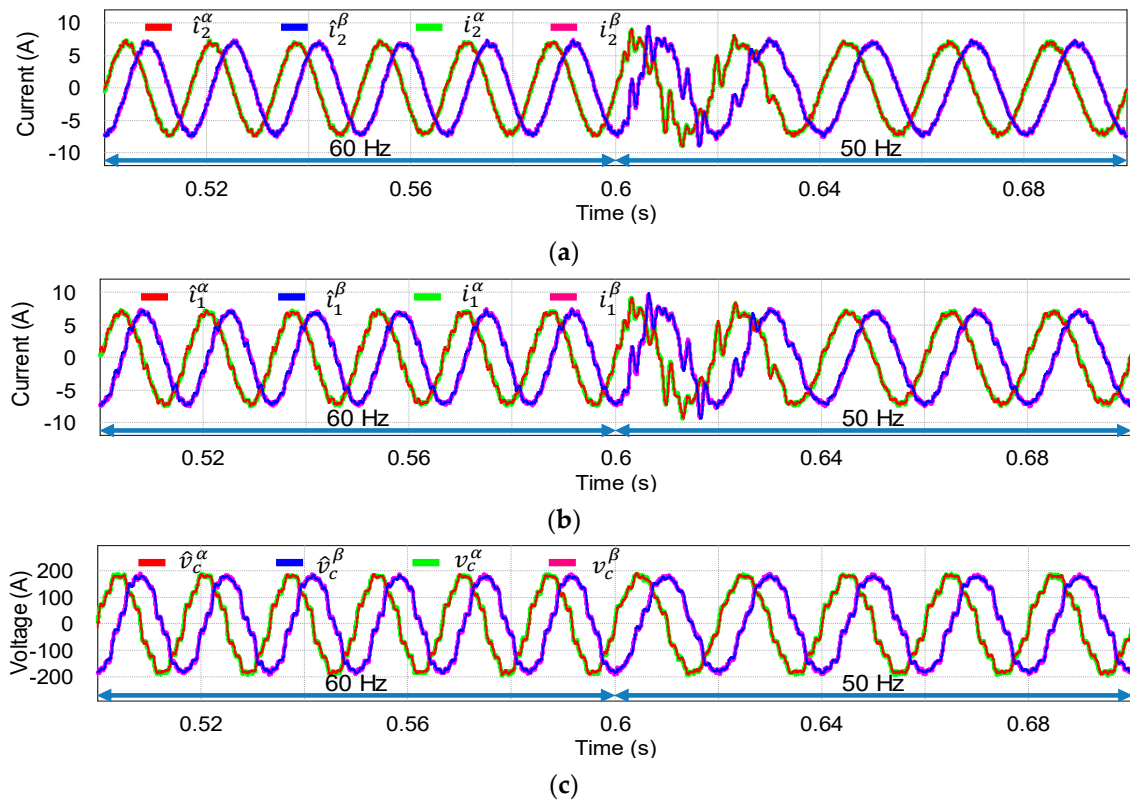 î₂^α î₂^β i₂^α i₂^β
10
5
0
-5
-10
Current (A)
60 Hz 50 Hz
0.52 0.56 0.6 0.64 0.68
Time (s)
(a)
î₁^α î₁^β i₁^α i₁^β
10
5
0
-5
-10
Current (A)
60 Hz 50 Hz
0.52 0.56 0.6 0.64 0.68
Time (s)
(b)
v̂_c^α v̂_c^β v_c^α v_c^β
200
100
0
-100
-200
Voltage (A)
60 Hz 50 Hz
0.52 0.56 0.6 0.64 0.68
Time (s)
(c)